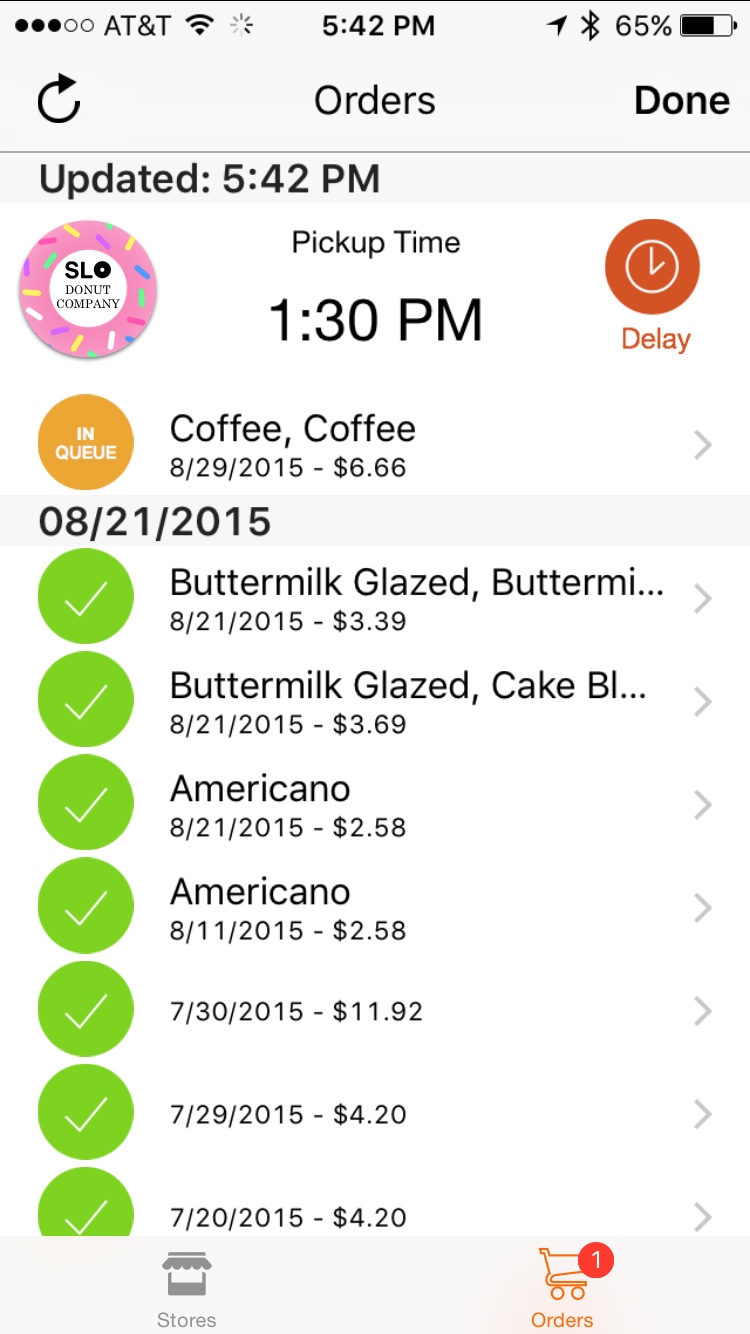 AT&T 5:42 PM 65%
Orders Done
Updated: 5:42 PM
SLO
DONUT
COMPANY
Pickup Time
1:30 PM
Delay
IN
QUEUE
Coffee, Coffee
8/29/2015 - $6.66
08/21/2015
Buttermilk Glazed, Buttermi...
8/21/2015 - $3.39
Buttermilk Glazed, Cake Bl...
8/21/2015 - $3.69
Americano
8/21/2015 - $2.58
Americano
8/11/2015 - $2.58
7/30/2015 - $11.92
7/29/2015 - $4.20
7/20/2015 - $4.20
1
Stores Orders